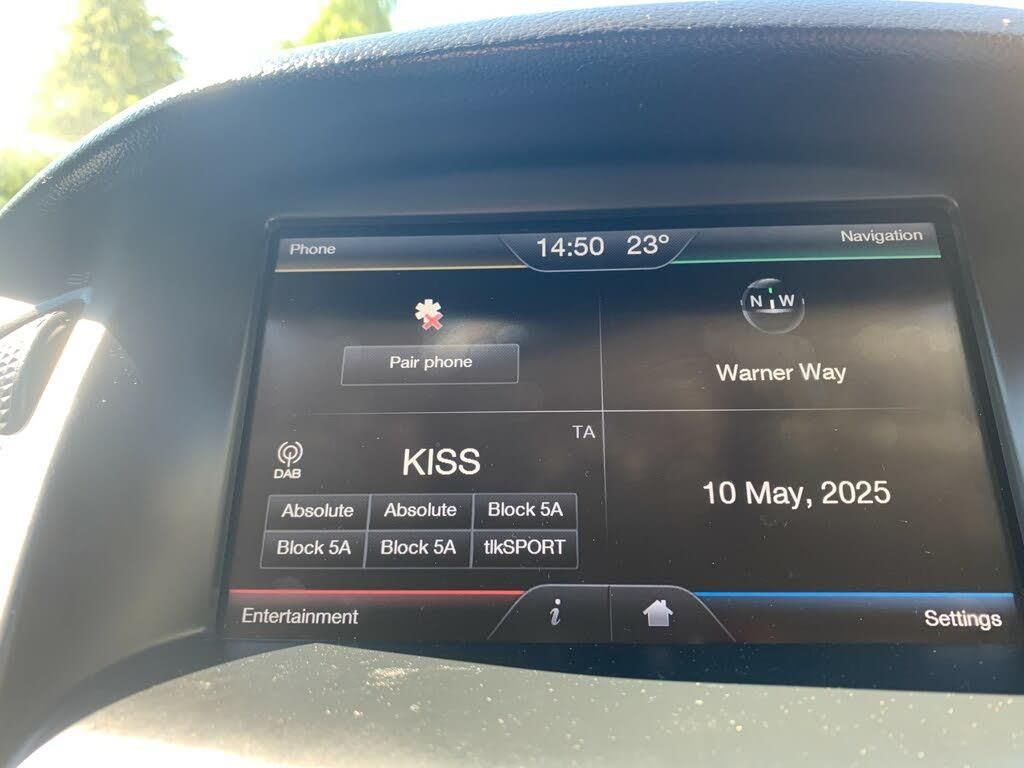 Phone
14:50 23°
Navigation
N W
Pair phone
Warner Way
TA
DAB
KISS
Absolute Absolute Block 5A
Block 5A Block 5A tlkSPORT
10 May, 2025
Entertainment
i
Settings